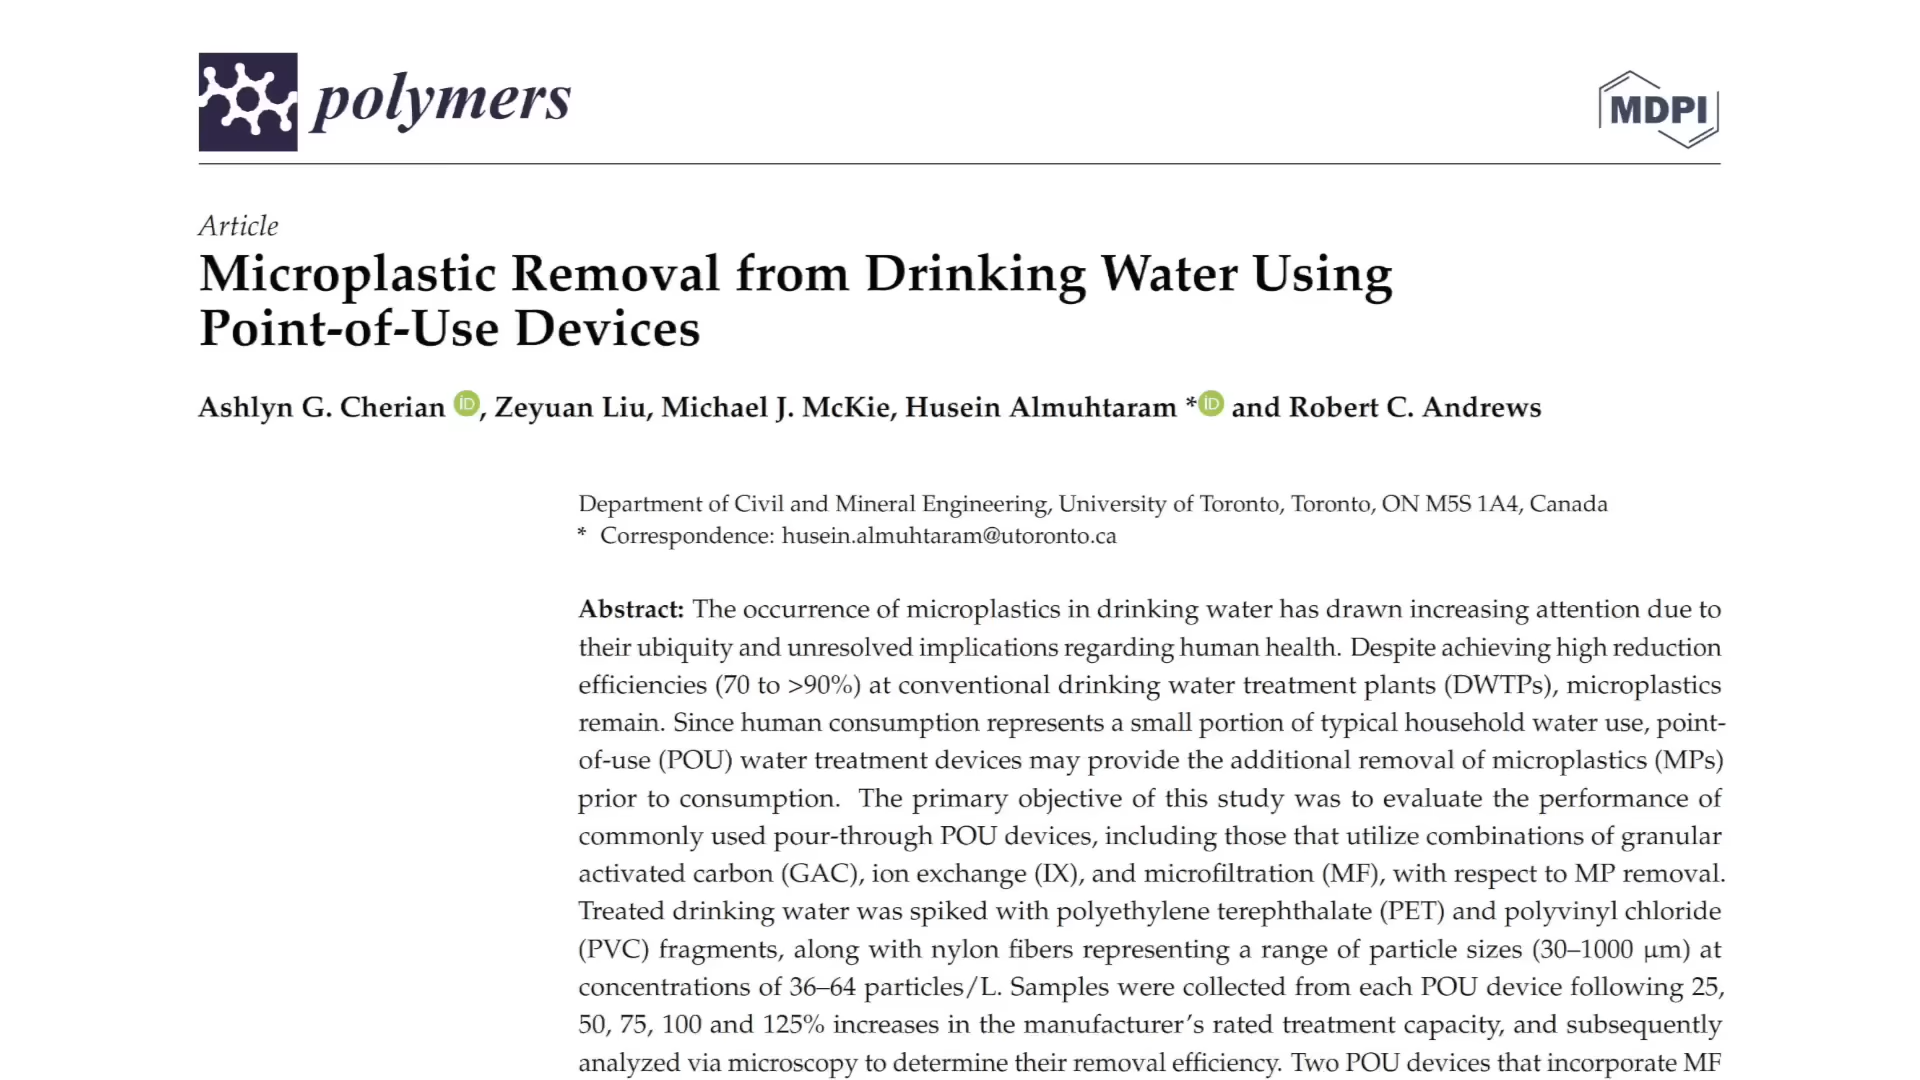 polymers
MDPI
Article
Microplastic Removal from Drinking Water Using
Point-of-Use Devices
Ashlyn G. Cherian iD, Zeyuan Liu, Michael J. McKie, Husein Almuhtaram * iD and Robert C. Andrews
Department of Civil and Mineral Engineering, University of Toronto, Toronto, ON M5S 1A4, Canada
* Correspondence: husein.almuhtaram@utoronto.ca
Abstract: The occurrence of microplastics in drinking water has drawn increasing attention due to
their ubiquity and unresolved implications regarding human health. Despite achieving high reduction
efficiencies (70 to >90%) at conventional drinking water treatment plants (DWTPs), microplastics
remain. Since human consumption represents a small portion of typical household water use, point-
of-use (POU) water treatment devices may provide the additional removal of microplastics (MPs)
prior to consumption. The primary objective of this study was to evaluate the performance of
commonly used pour-through POU devices, including those that utilize combinations of granular
activated carbon (GAC), ion exchange (IX), and microfiltration (MF), with respect to MP removal.
Treated drinking water was spiked with polyethylene terephthalate (PET) and polyvinyl chloride
(PVC) fragments, along with nylon fibers representing a range of particle sizes (30–1000 μm) at
concentrations of 36–64 particles/L. Samples were collected from each POU device following 25,
50, 75, 100 and 125% increases in the manufacturer's rated treatment capacity, and subsequently
analyzed via microscopy to determine their removal efficiency. Two POU devices that incorporate MF